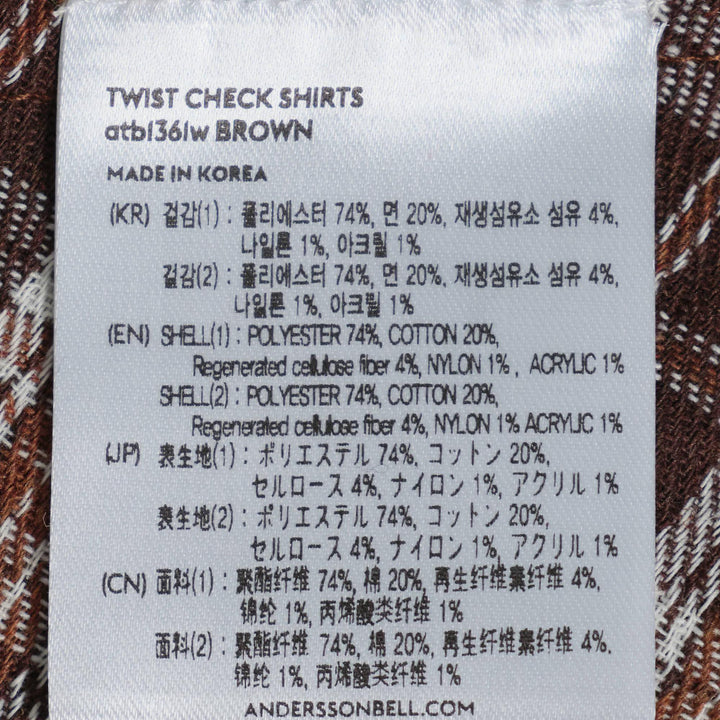 TWIST CHECK SHIRTS
atb1361w BROWN
MADE IN KOREA
(KR) 겉감(1) : 폴리에스터 74%, 면 20%, 재생섬유소 섬유 4%,
나일론 1%, 아크릴 1%
겉감(2) : 폴리에스터 74%, 면 20%, 재생섬유소 섬유 4%,
나일론 1%, 아크릴 1%
(EN) SHELL(1) : POLYESTER 74%, COTTON 20%,
Regenerated cellulose fiber 4%, NYLON 1% , ACRYLIC 1%
SHELL(2) : POLYESTER 74%, COTTON 20%,
Regenerated cellulose fiber 4%, NYLON 1% ACRYLIC 1%
(JP) 表生地(1) : ポリエステル 74%, コットン 20%,
セルロース 4%, ナイロン 1%, アクリル 1%
表生地(2) : ポリエステル 74%, コットン 20%,
セルロース 4%, ナイロン 1%, アクリル 1%
(CN) 面料(1) : 聚酯纤维 74%, 棉 20%, 再生纤维素纤维 4%,
锦纶 1%, 丙烯酸类纤维 1%
面料(2) : 聚酯纤维 74%, 棉 20%, 再生纤维素纤维 4%,
锦纶 1%, 丙烯酸类纤维 1%
ANDERSSONBELL.COM